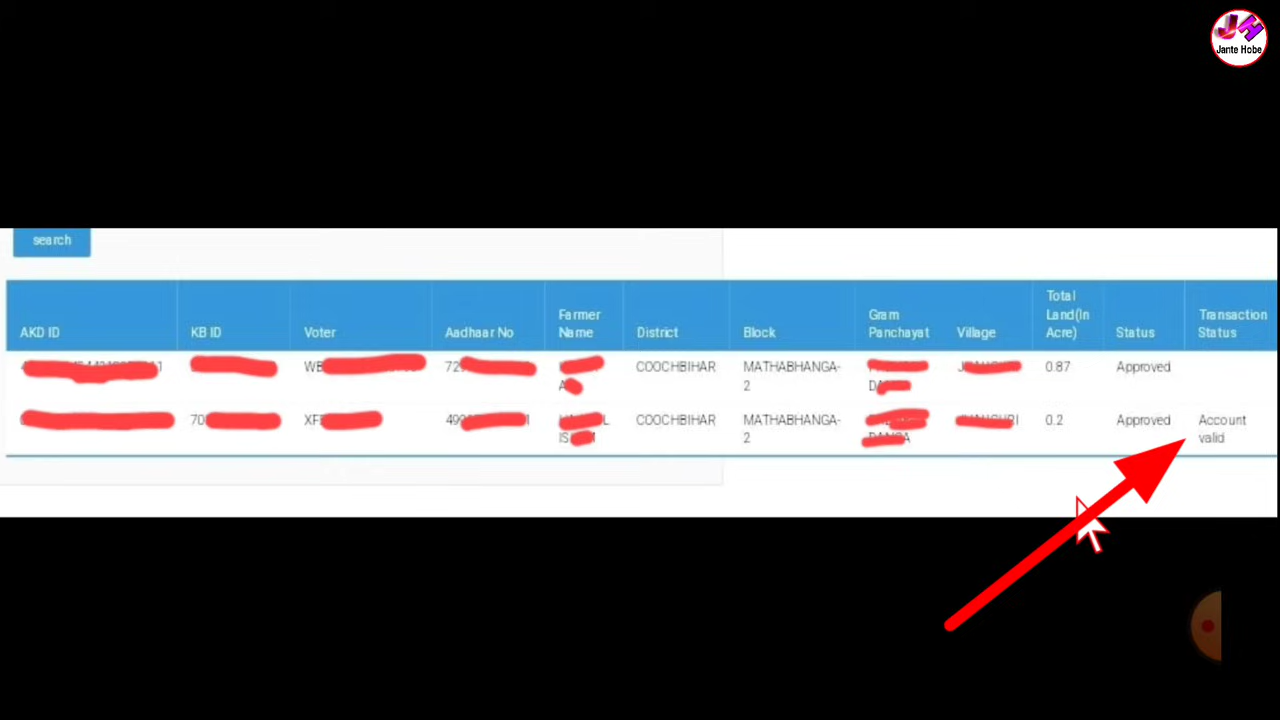 Jante Hobe
search
AKD ID KB ID Voter Aadhaar No Farmer Name District Block Gram Panchayat Village Total Land(In Acre) Status Transaction Status
COOCHBIHAR MATHABHANGA-2 0.87 Approved
COOCHBIHAR MATHABHANGA-2 0.2 Approved Account valid